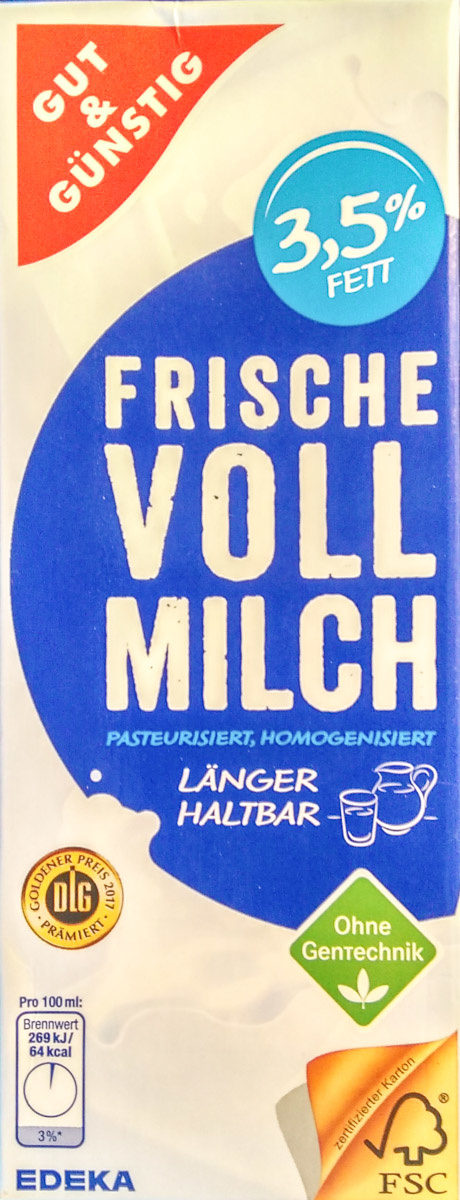 GUT
&
GÜNSTIG
3,5%
FETT
FRISCHE
VOLL
MILCH
PASTEURISIERT, HOMOGENISIERT
LÄNGER
HALTBAR
GOLDENER PREIS 2017
DLG
PRÄMIERT
Ohne
GenTechnik
Pro 100 ml:
Brennwert
269 kJ/
64 kcal
3%*
zertifizierter Karton
®
FSC
EDEKA